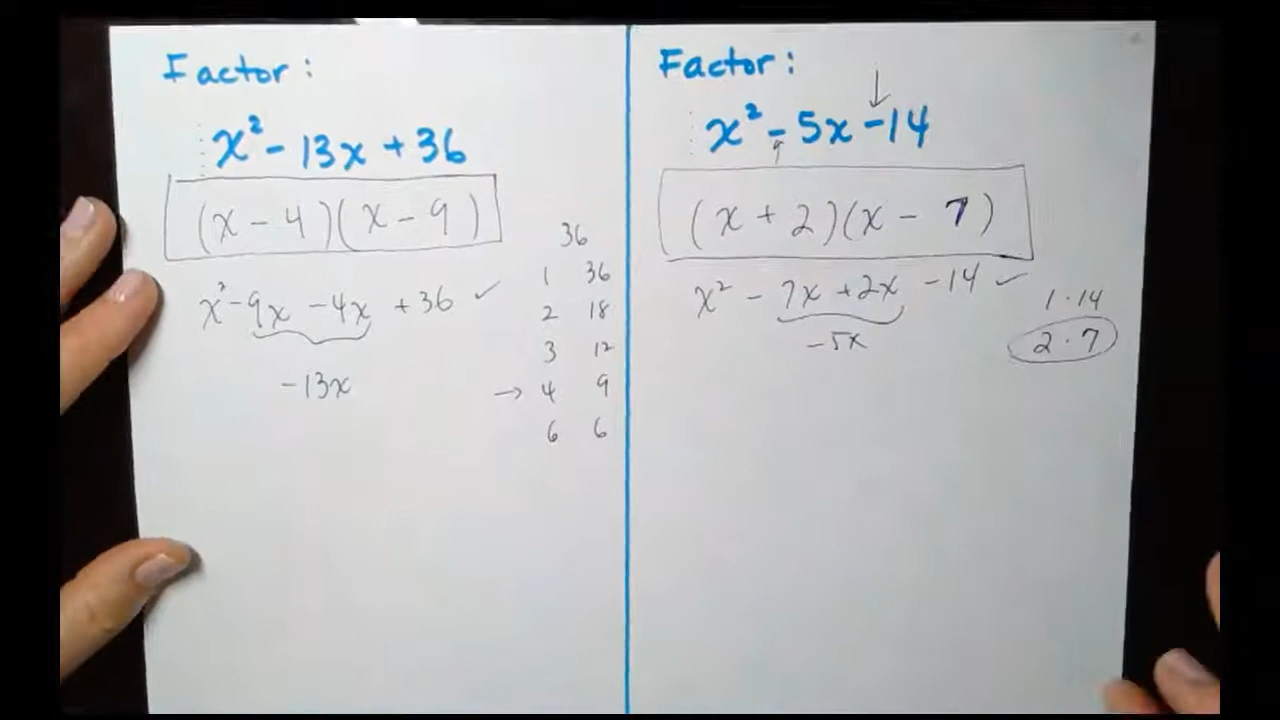 Factor:
x² - 13x + 36
(x - 4)(x - 9)
x² - 9x - 4x + 36 ✓
-13x
36
1 36
2 18
3 12
→ 4 9
6 6
Factor:
x² - 5x - 14
(x + 2)(x - 7)
x² - 7x + 2x - 14 ✓
-5x
1 · 14
2 · 7